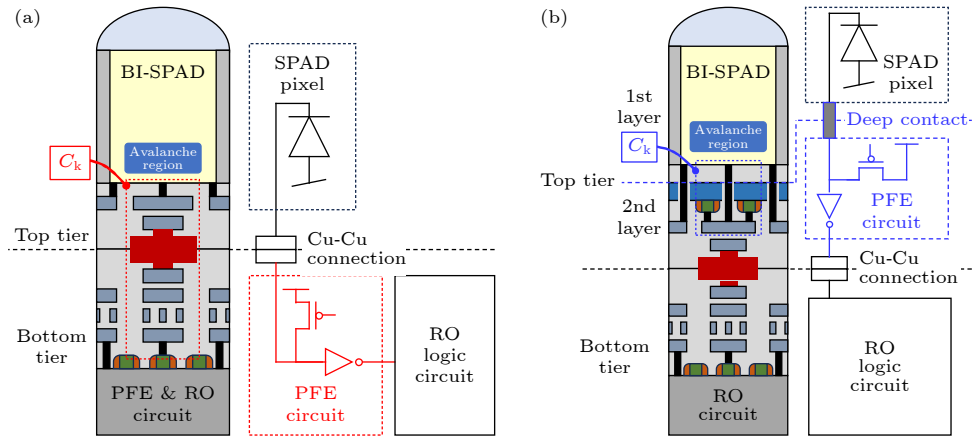 (a)
BI-SPAD
Avalanche
region
Ck
Top tier
Bottom
tier
PFE & RO
circuit
SPAD
pixel
Cu-Cu
connection
PFE
circuit
RO
logic
circuit
(b)
BI-SPAD
1st
layer
Avalanche
region
Ck
Top tier
2nd
layer
Bottom
tier
RO
circuit
SPAD
pixel
Deep contact
PFE
circuit
Cu-Cu
connection
RO
logic
circuit